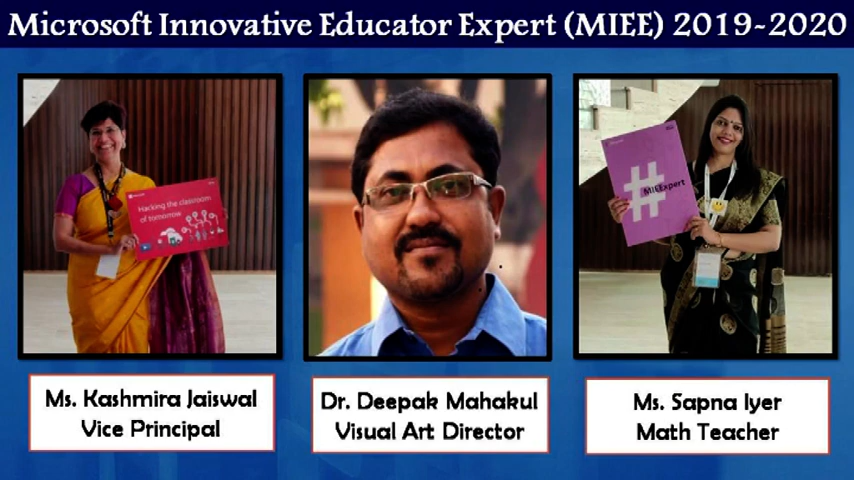 Microsoft Innovative Educator Expert (MIEE) 2019-2020
Hacking the classroom
of tomorrow
#
MIEExpert
Ms. Kashmira Jaiswal
Vice Principal
Dr. Deepak Mahakul
Visual Art Director
Ms. Sapna Iyer
Math Teacher